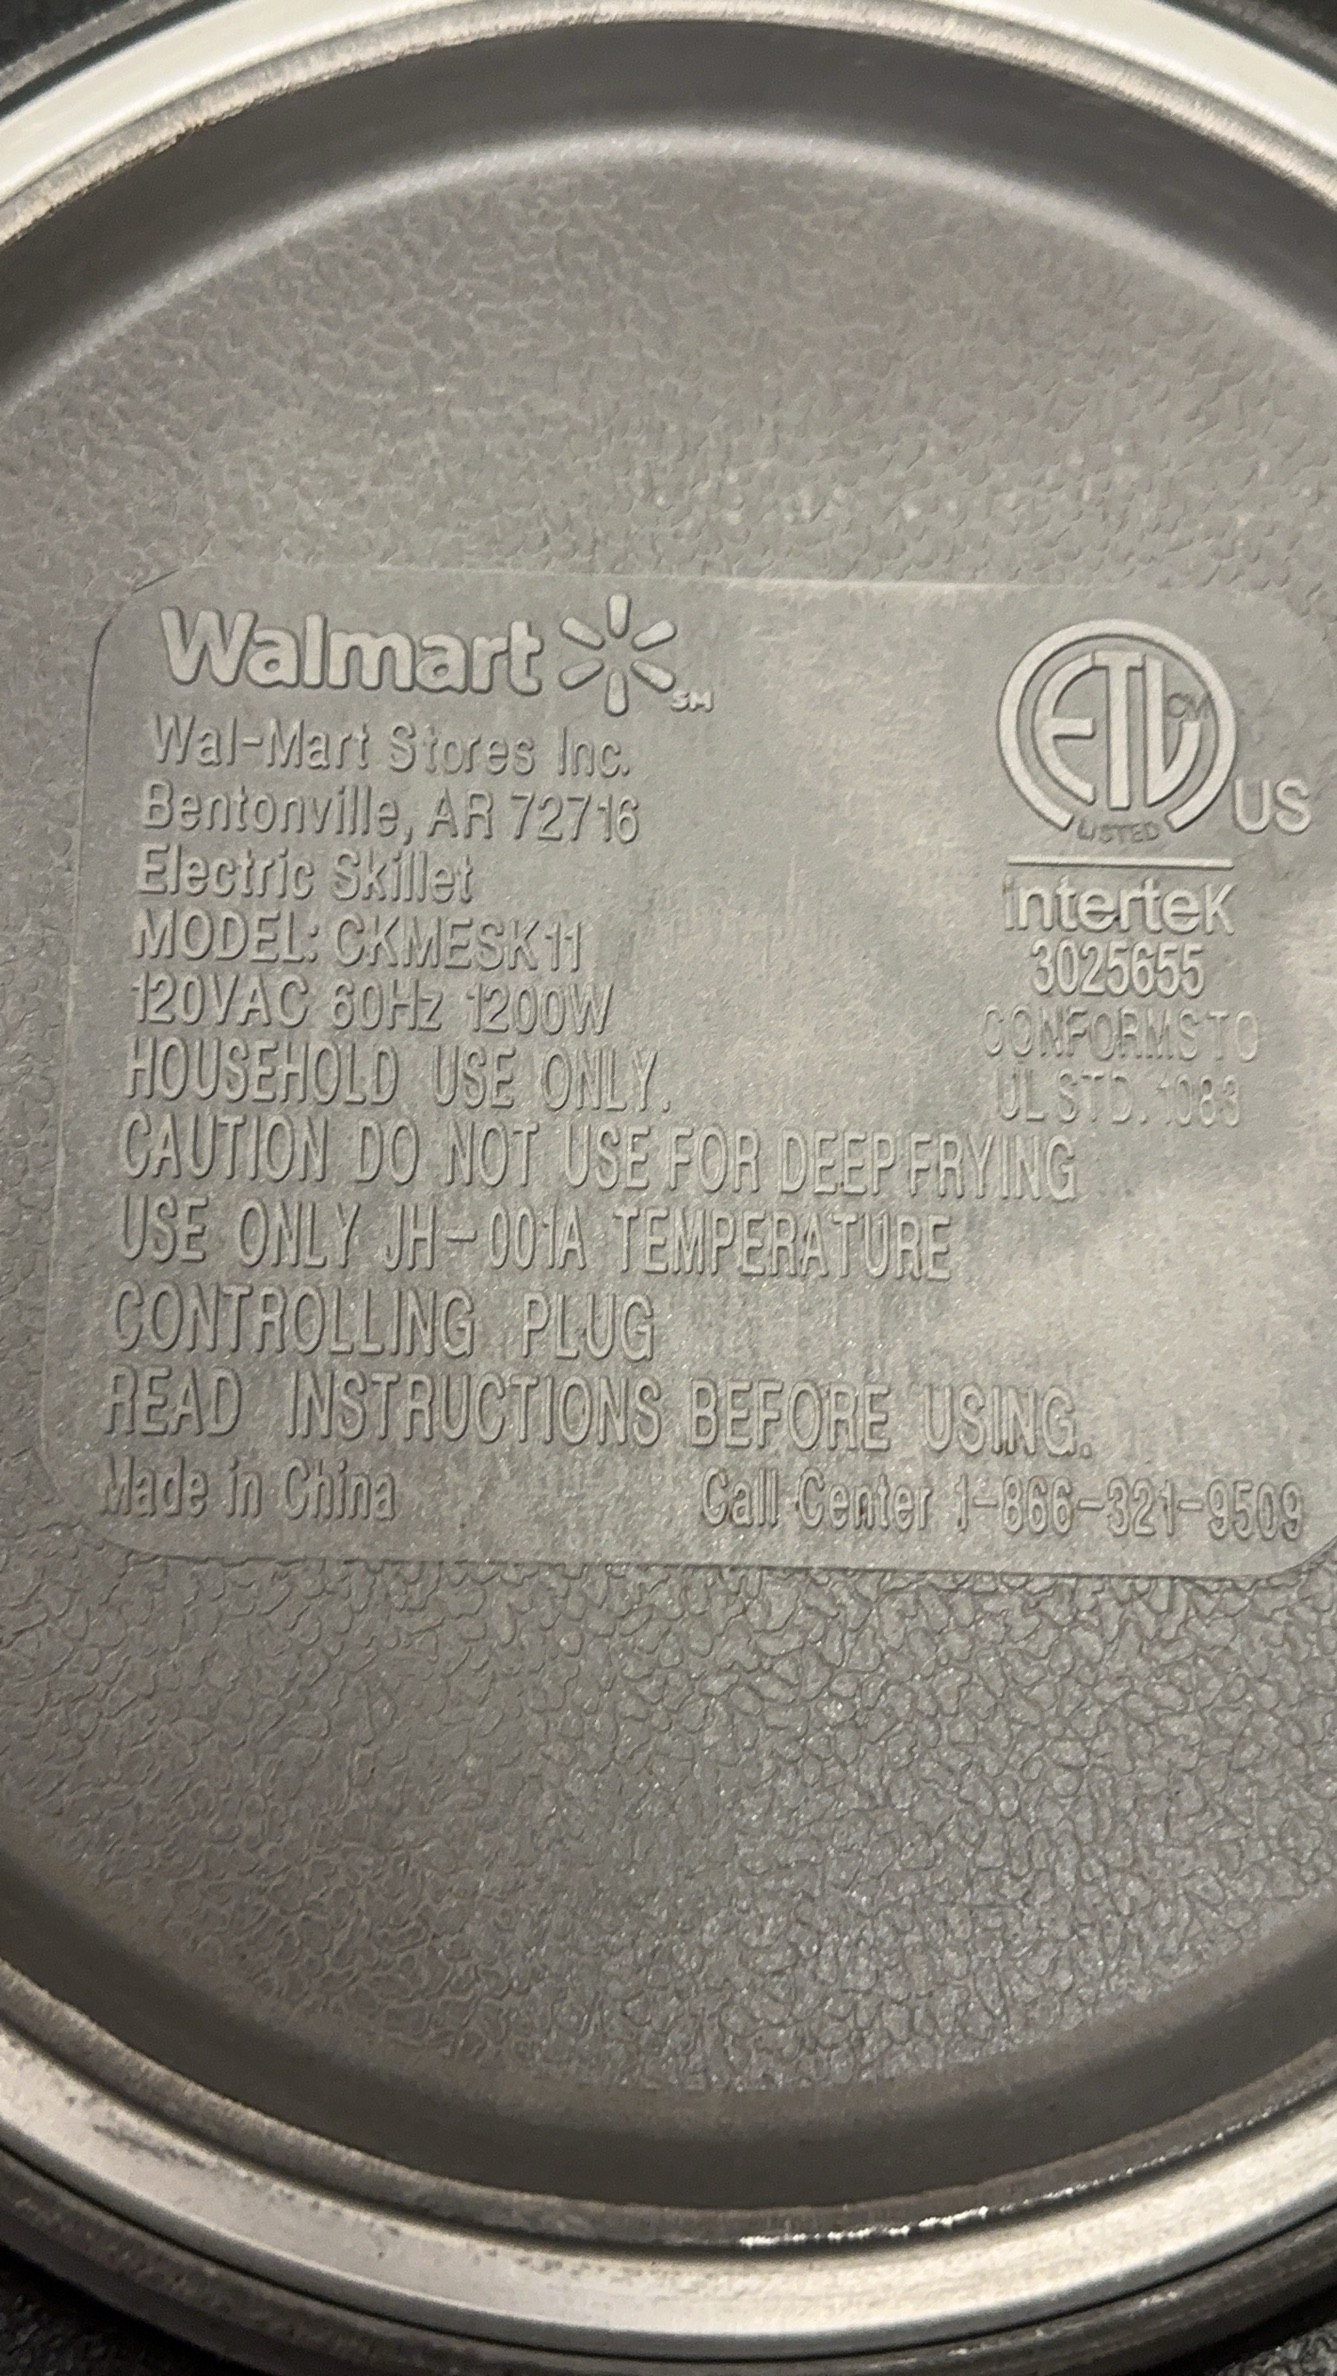 Walmart SM
Wal-Mart Stores Inc.
Bentonville, AR 72716
Electric Skillet
MODEL: CKMESK11
120VAC 60Hz 1200W
HOUSEHOLD USE ONLY.
CAUTION DO NOT USE FOR DEEP FRYING
USE ONLY JH-001A TEMPERATURE
CONTROLLING PLUG
READ INSTRUCTIONS BEFORE USING.
Made in China
Call Center 1-866-321-9509
ETL CM
LISTED
US
Intertek
3025655
CONFORMS TO
UL STD. 1083